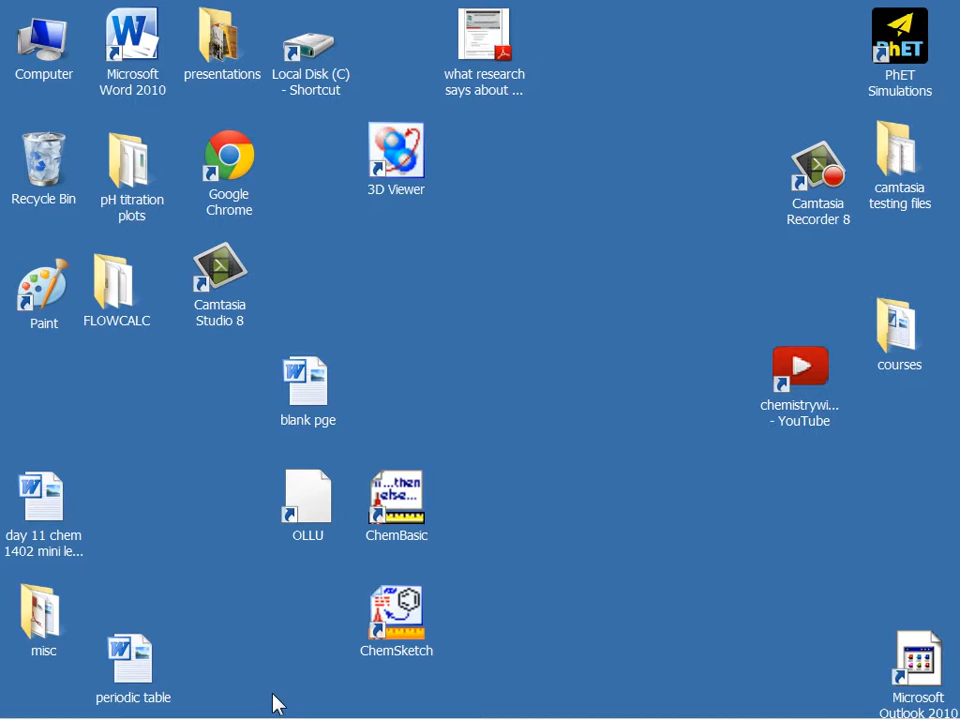 Computer
Microsoft
Word 2010
presentations
Local Disk (C)
- Shortcut
what research
says about ...
PhET
PhET
Simulations
Recycle Bin
pH titration
plots
Google
Chrome
3D Viewer
Camtasia
Recorder 8
camtasia
testing files
Paint
FLOWCALC
Camtasia
Studio 8
courses
blank pge
chemistrywi...
- YouTube
day 11 chem
1402 mini le...
OLLU
...then
else...
ChemBasic
misc
periodic table
ChemSketch
Microsoft
Outlook 2010